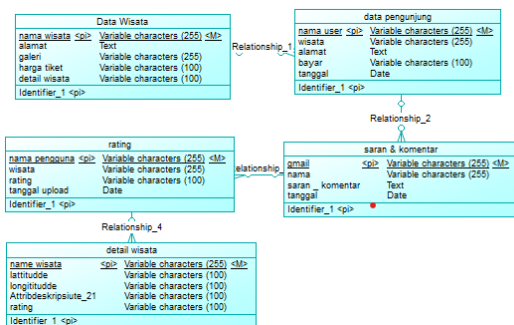 Data Wisata
nama wisata <pi> Variable characters (255) <M>
alamat Text
galeri Variable characters (255)
harga tiket Variable characters (100)
detail wisata Variable characters (100)
Identifier_1 <pi>
Relationship_1
data pengunjung
nama user <pi> Variable characters (255) <M>
wisata Variable characters (255)
alamat Text
bayar Variable characters (100)
tanggal Date
Identifier_1 <pi>
Relationship_2
rating
nama pengguna <pi> Variable characters (255) <M>
wisata Variable characters (255)
rating Variable characters (100)
tanggal upload Date
Identifier_1 <pi>
elationship_
saran & komentar
gmail <pi> Variable characters (255) <M>
nama Variable characters (255)
saran _ komentar Text
tanggal Date
Identifier_1 <pi>
Relationship_4
detail wisata
name wisata <pi> Variable characters (255) <M>
lattitudde Variable characters (100)
longititudde Variable characters (100)
Attribdeskripsiute_21 Variable characters (100)
rating Variable characters (100)
Identifier_1 <pi>